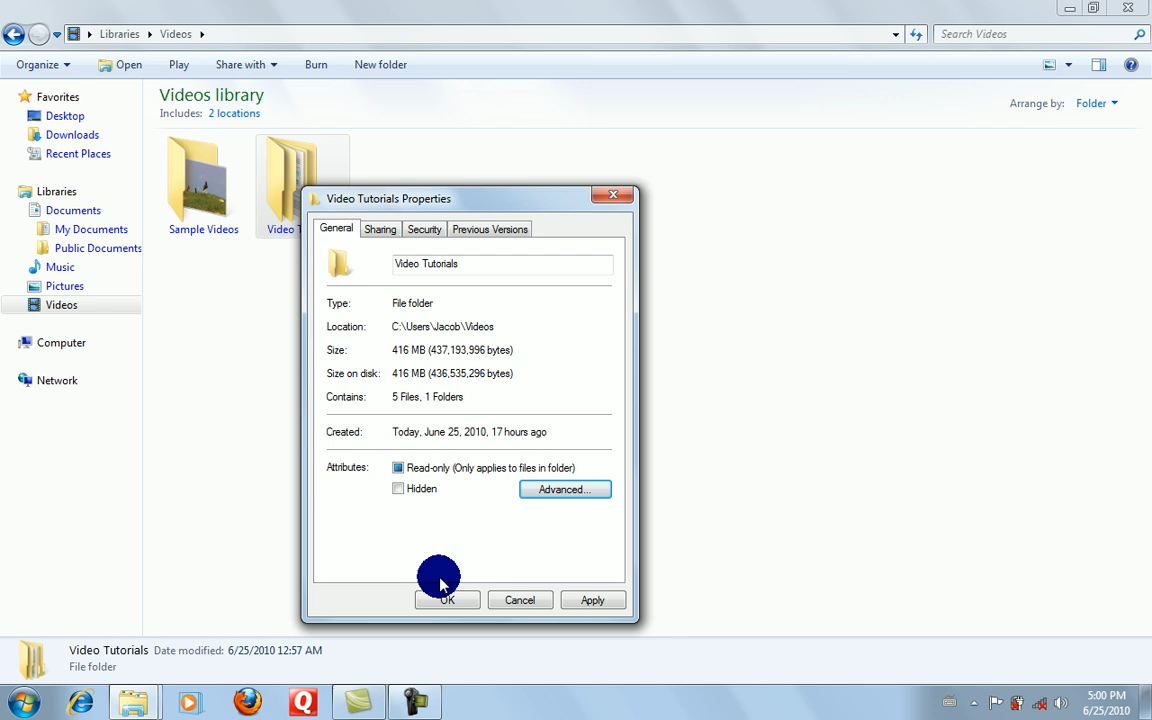 Libraries Videos
Search Videos
Organize Open Play Share with Burn New folder
Favorites
Desktop
Downloads
Recent Places
Libraries
Documents
My Documents
Public Documents
Music
Pictures
Videos
Computer
Network
Videos library
Includes: 2 locations
Arrange by: Folder
Sample Videos
Video T
Video Tutorials Properties
General Sharing Security Previous Versions
Video Tutorials
Type: File folder
Location: C:\Users\Jacob\Videos
Size: 416 MB (437,193,996 bytes)
Size on disk: 416 MB (436,535,296 bytes)
Contains: 5 Files, 1 Folders
Created: Today, June 25, 2010, 17 hours ago
Attributes: Read-only (Only applies to files in folder)
Hidden Advanced...
OK Cancel Apply
Video Tutorials Date modified: 6/25/2010 12:57 AM
File folder
5:00 PM
6/25/2010